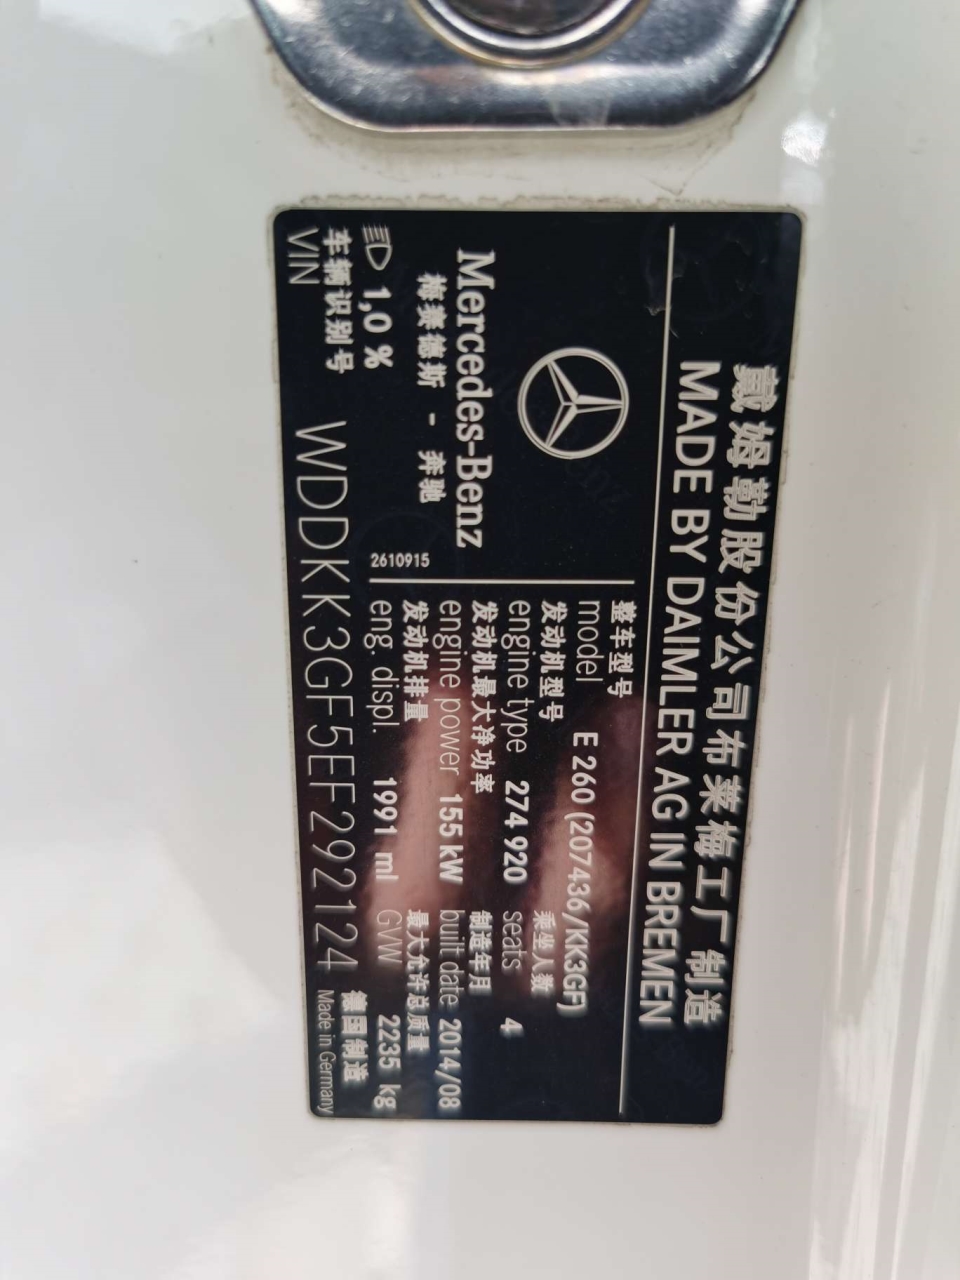 戴姆勒股份公司布莱梅工厂制造
MADE BY DAIMLER AG IN BREMEN
Mercedes-Benz
梅赛德斯 - 奔驰
2610915
1,0 %
整车型号
model E 260 (207436/KK3GF)
发动机型号 乘坐人数
engine type 274 920 seats 4
发动机最大净功率 制造年月
engine power 155 kW built date 2014/08
发动机排量 最大允许总质量
eng. displ. 1991 ml GVW 2235 kg
车辆识别号 德国制造
VIN WDDKK3GF5EF292124 Made in Germany